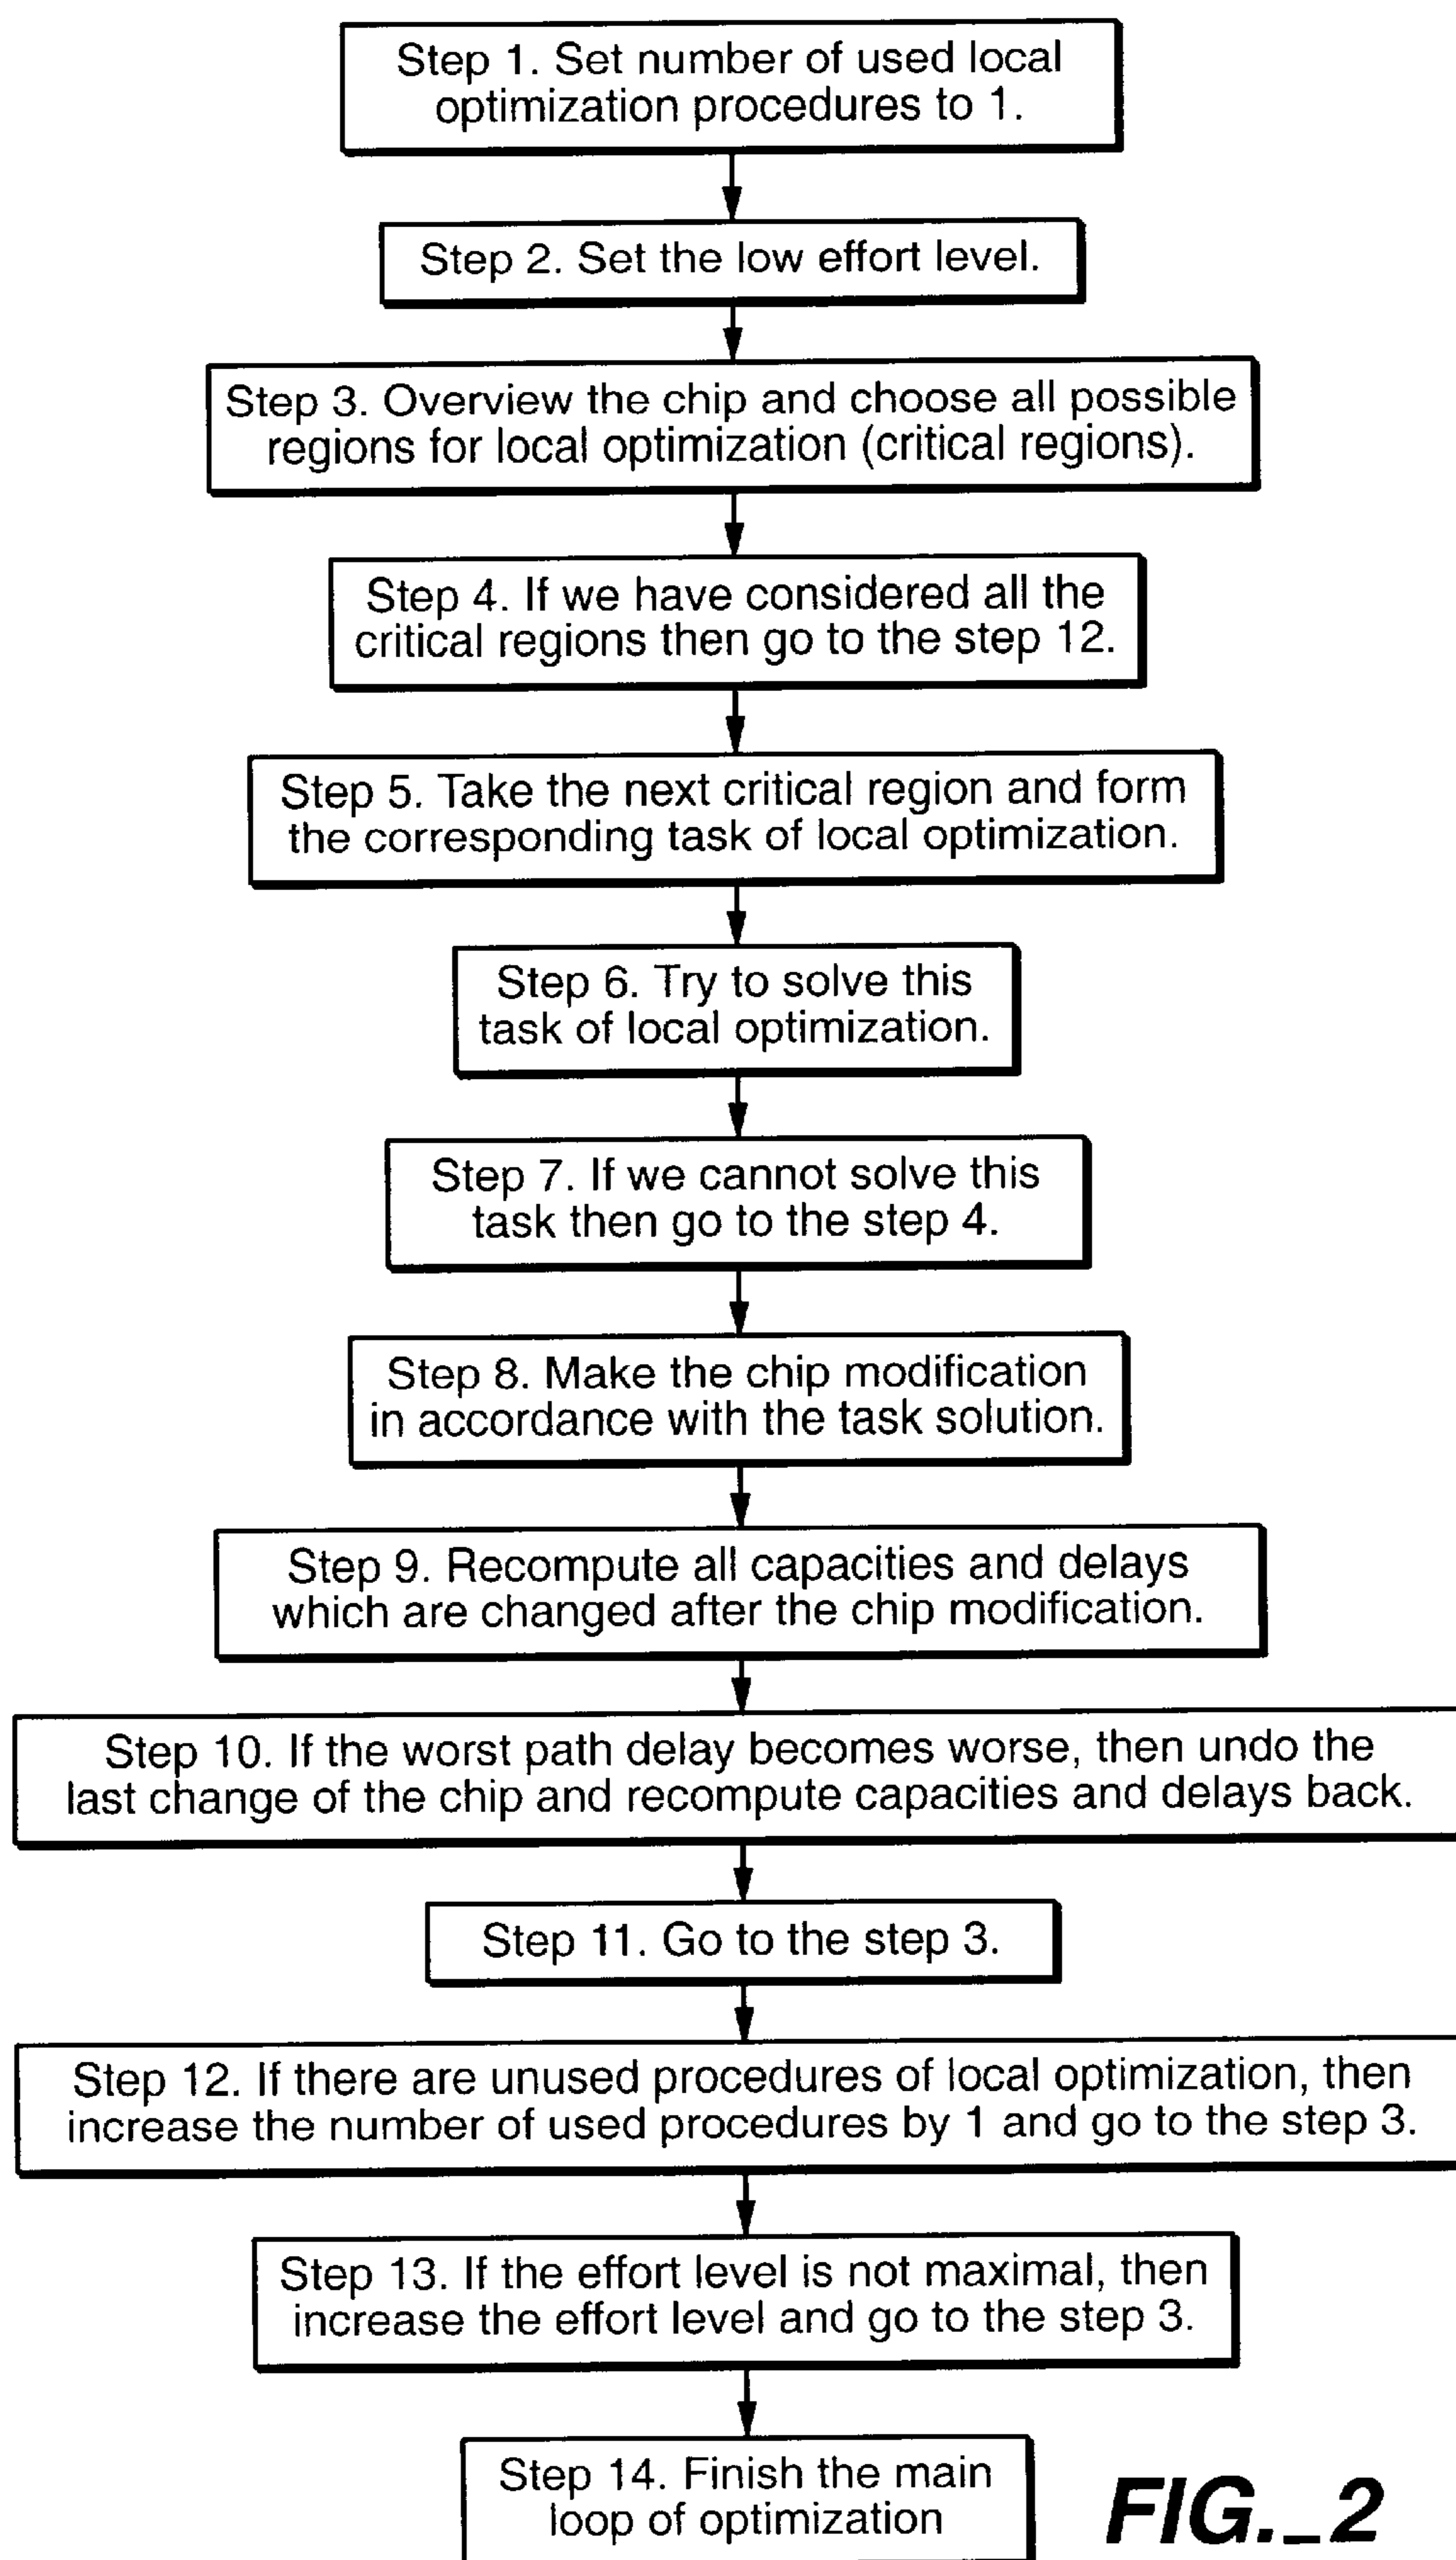 Step 1. Set number of used local
optimization procedures to 1.
Step 2. Set the low effort level.
Step 3. Overview the chip and choose all possible
regions for local optimization (critical regions).
Step 4. If we have considered all the
critical regions then go to the step 12.
Step 5. Take the next critical region and form
the corresponding task of local optimization.
Step 6. Try to solve this
task of local optimization.
Step 7. If we cannot solve this
task then go to the step 4.
Step 8. Make the chip modification
in accordance with the task solution.
Step 9. Recompute all capacities and delays
which are changed after the chip modification.
Step 10. If the worst path delay becomes worse, then undo the
last change of the chip and recompute capacities and delays back.
Step 11. Go to the step 3.
Step 12. If there are unused procedures of local optimization, then
increase the number of used procedures by 1 and go to the step 3.
Step 13. If the effort level is not maximal, then
increase the effort level and go to the step 3.
Step 14. Finish the main
loop of optimization
FIG._2